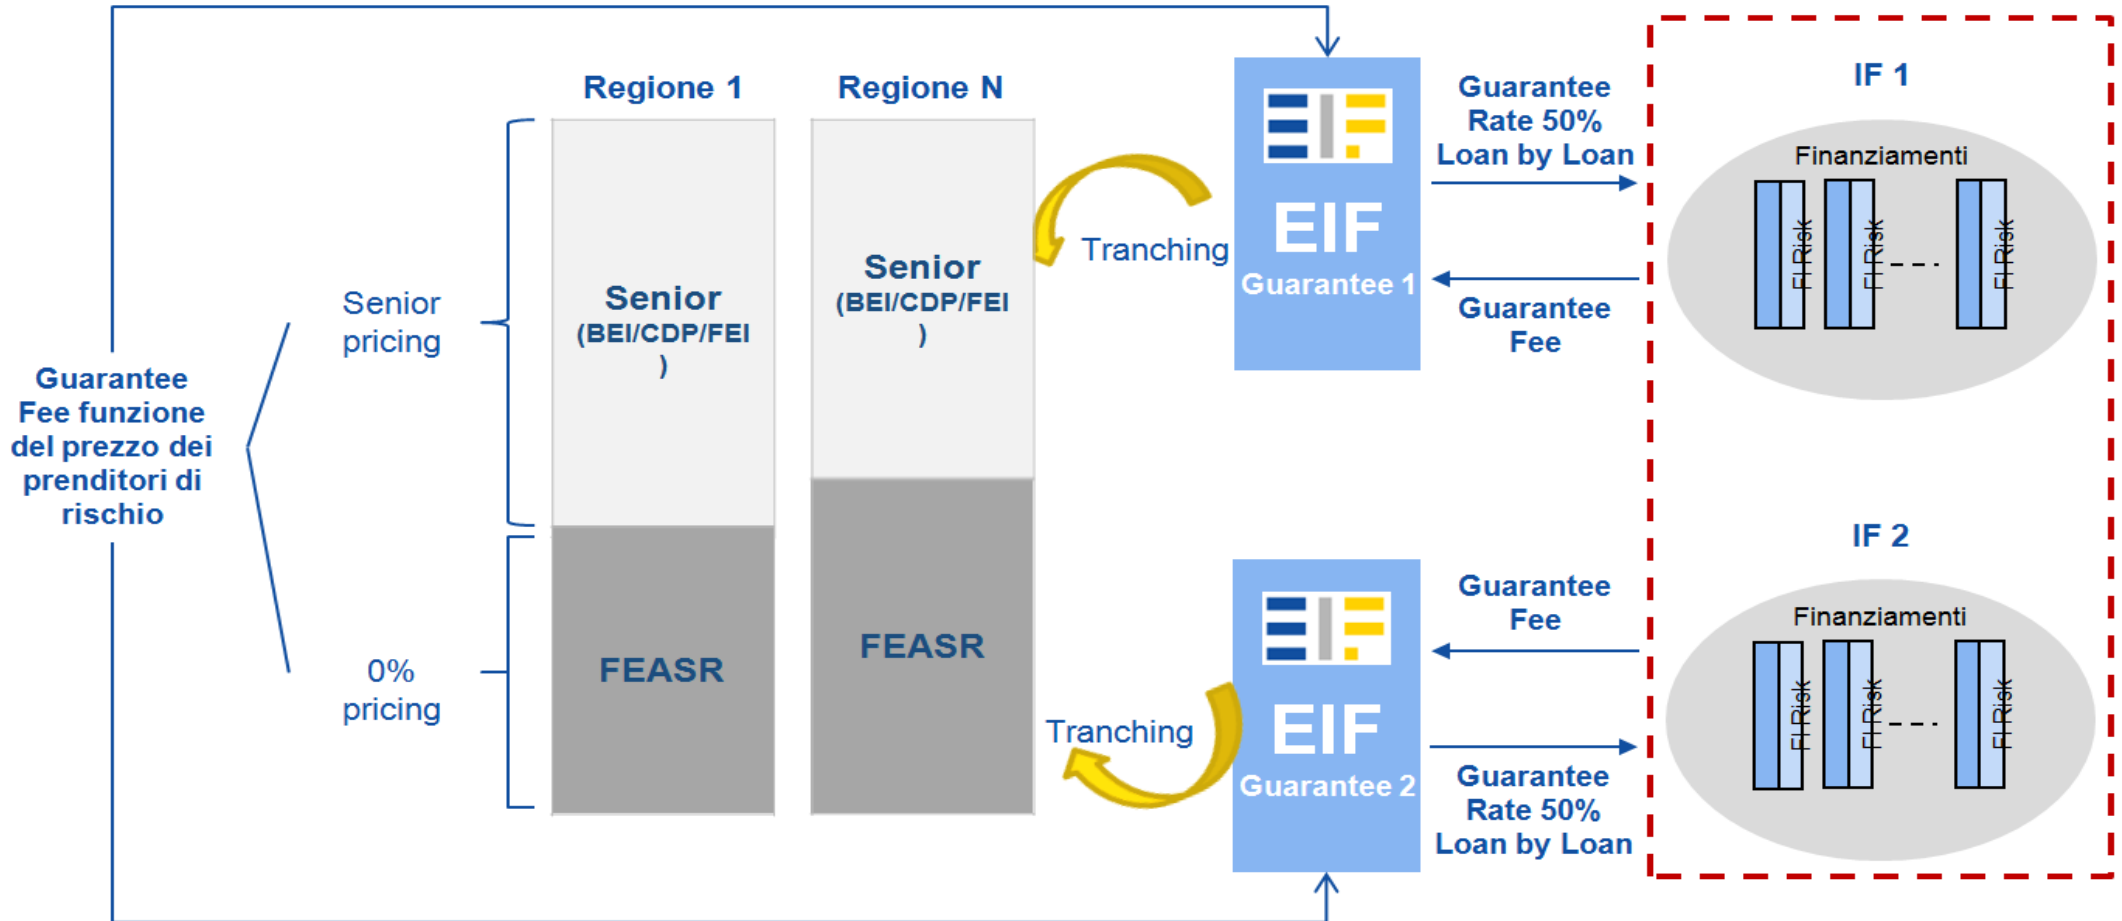 Guarantee
Fee funzione
del prezzo dei
prenditori di
rischio
Senior
pricing
0%
pricing
Regione 1
Senior
(BEI/CDP/FEI
)
FEASR
Regione N
Senior
(BEI/CDP/FEI
)
FEASR
Tranching
Tranching
EIF
Guarantee 1
EIF
Guarantee 2
Guarantee
Rate 50%
Loan by Loan
Guarantee
Fee
Guarantee
Fee
Guarantee
Rate 50%
Loan by Loan
IF 1
Finanziamenti
FI Risk
FI Risk
FI Risk
IF 2
Finanziamenti
FI Risk
FI Risk
FI Risk